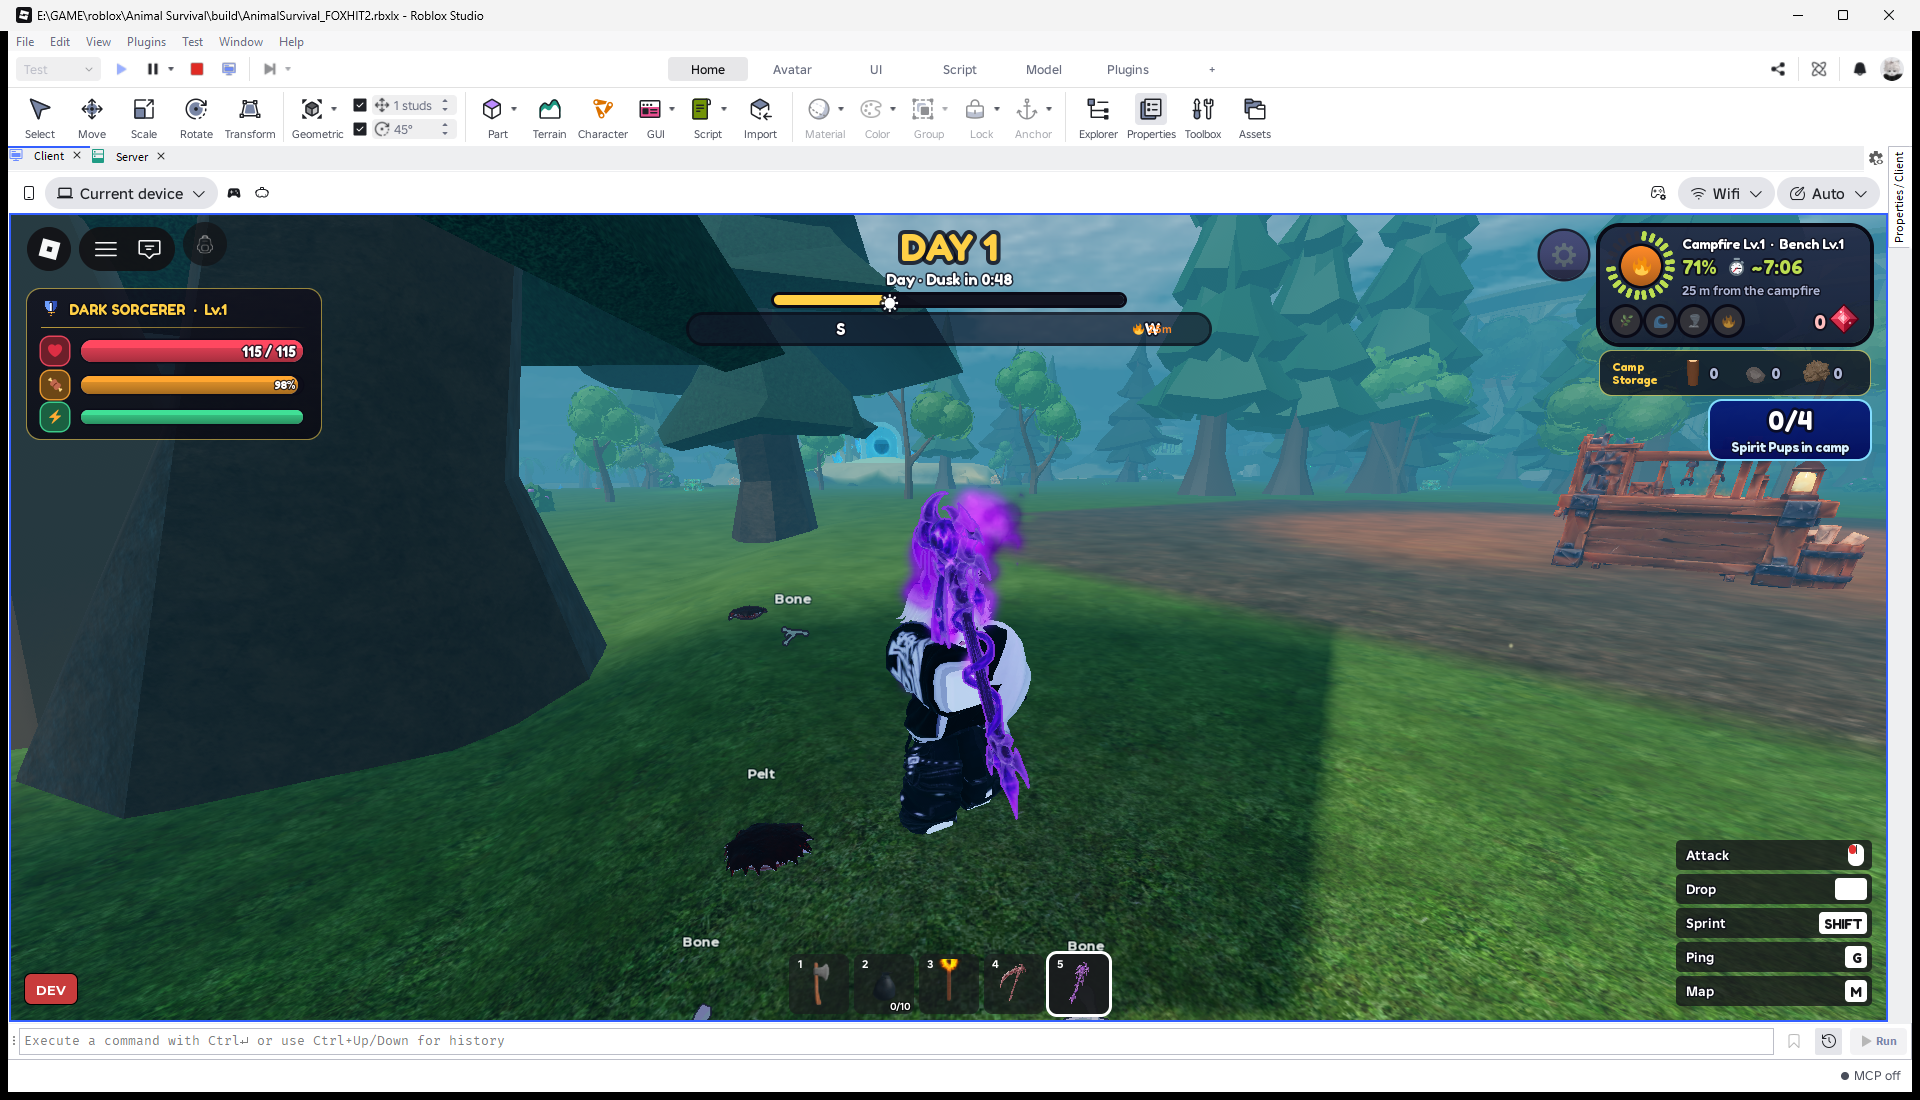 E:\GAME\roblox\Animal Survival\build\AnimalSurvival_FOXHIT2.rbxlx - Roblox Studio
File Edit View Plugins Test Window Help
Test
Home Avatar UI Script Model Plugins +
1 studs
45°
Select Move Scale Rotate Transform Geometric Part Terrain Character GUI Script Import Material Color Group Lock Anchor Explorer Properties Toolbox Assets
Client Server
Current device
Wifi
Auto
Properties / Client
DAY 1
Day · Dusk in 0:48
S
W
DARK SORCERER · Lv.1
115 / 115
98%
Campfire Lv.1 · Bench Lv.1
71% ~7:06
25 m from the campfire
0
Camp Storage
0 0 0
0/4
Spirit Pups in camp
Bone
Pelt
Bone
Bone
1 2 3 4 5
0/10
Attack
Drop
Sprint SHIFT
Ping G
Map M
DEV
Execute a command with Ctrl↵ or use Ctrl+Up/Down for history
Run
MCP off